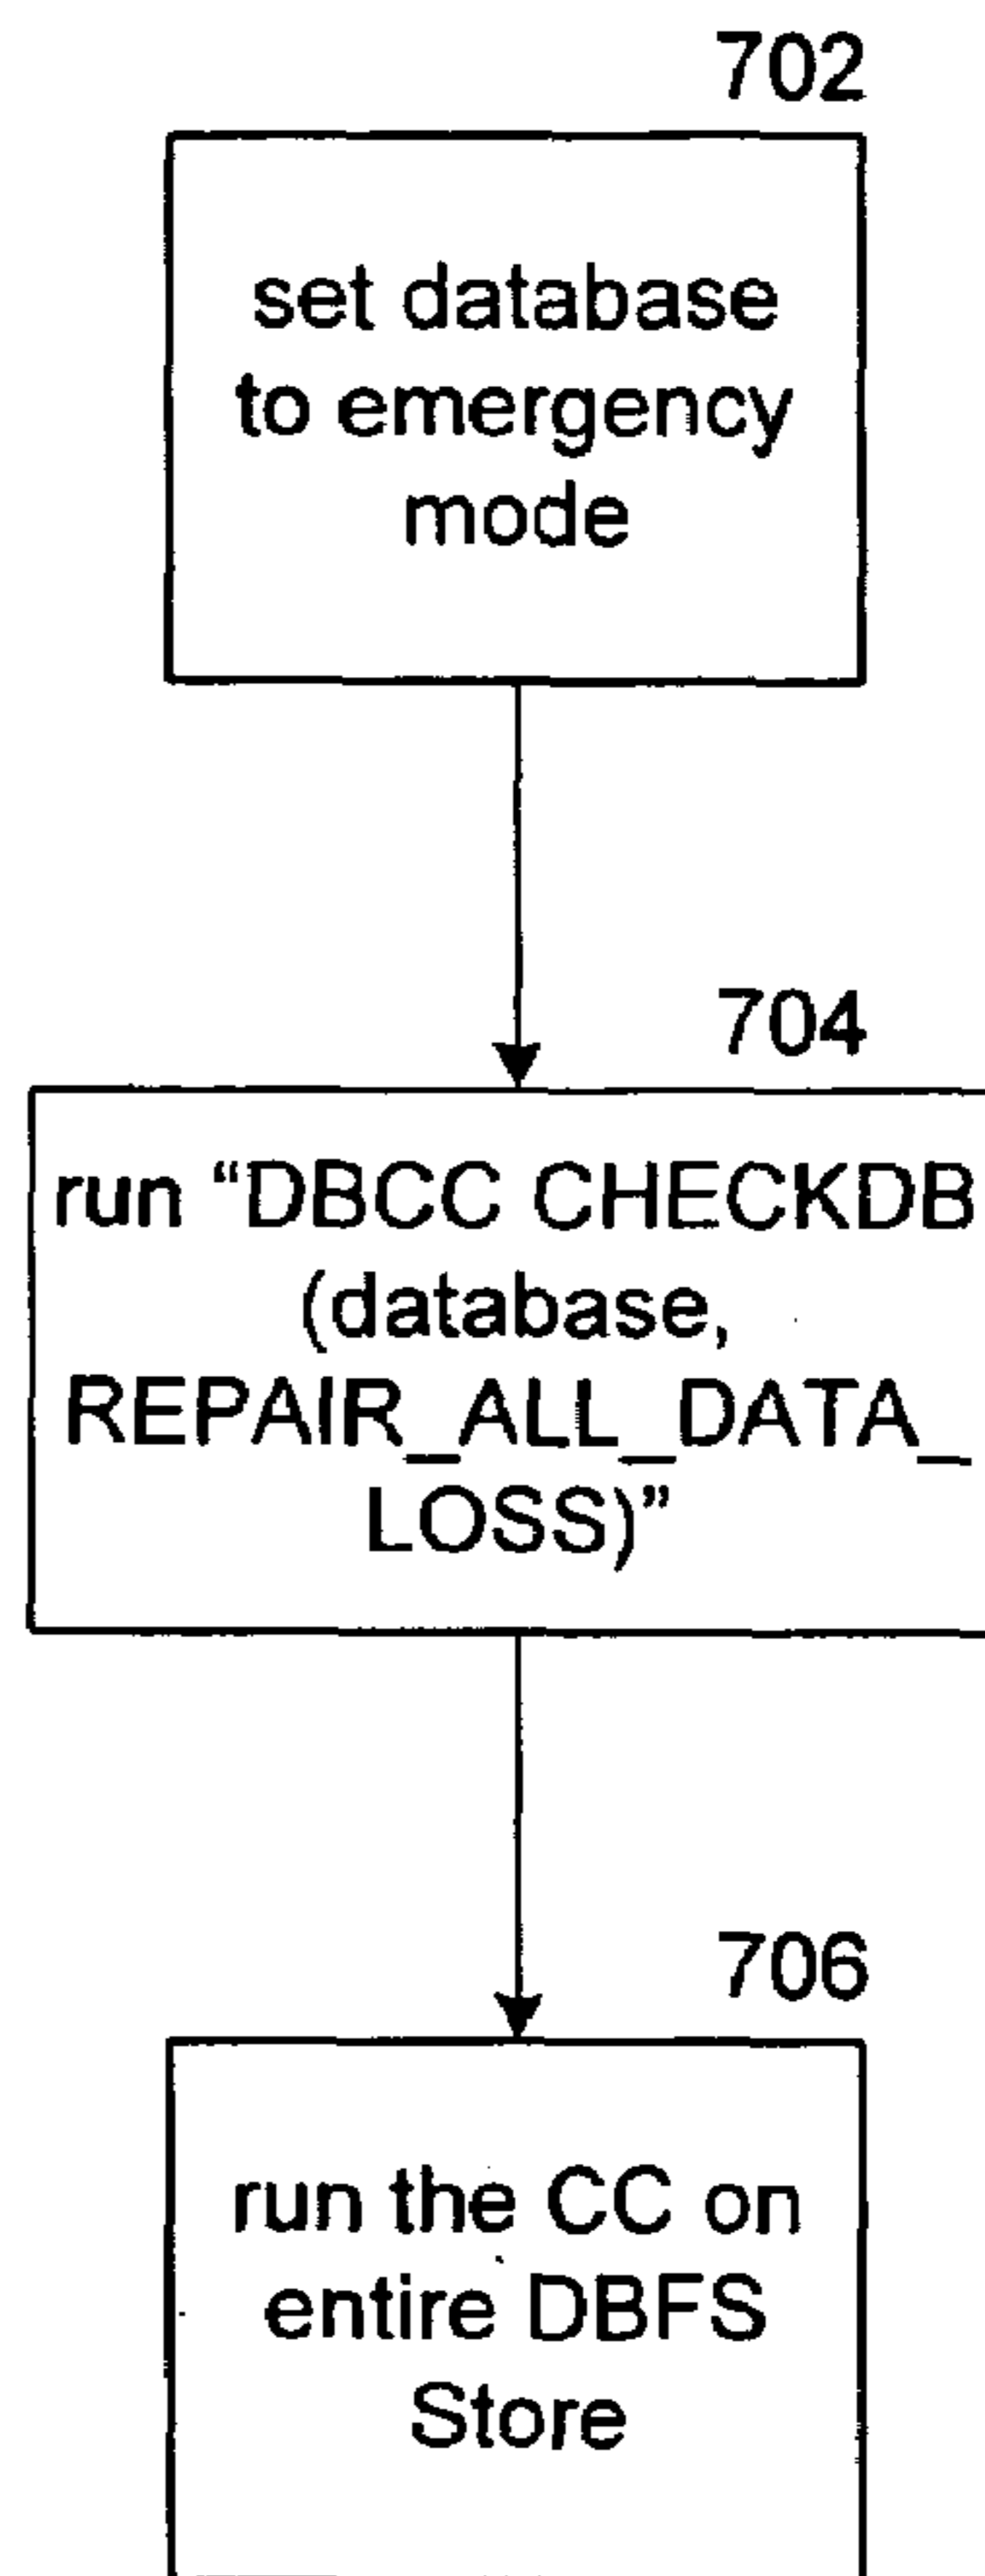 702
set database
to emergency
mode
704
run “DBCC CHECKDB
(database,
REPAIR_ALL_DATA_
LOSS)”
706
run the CC on
entire DBFS
Store